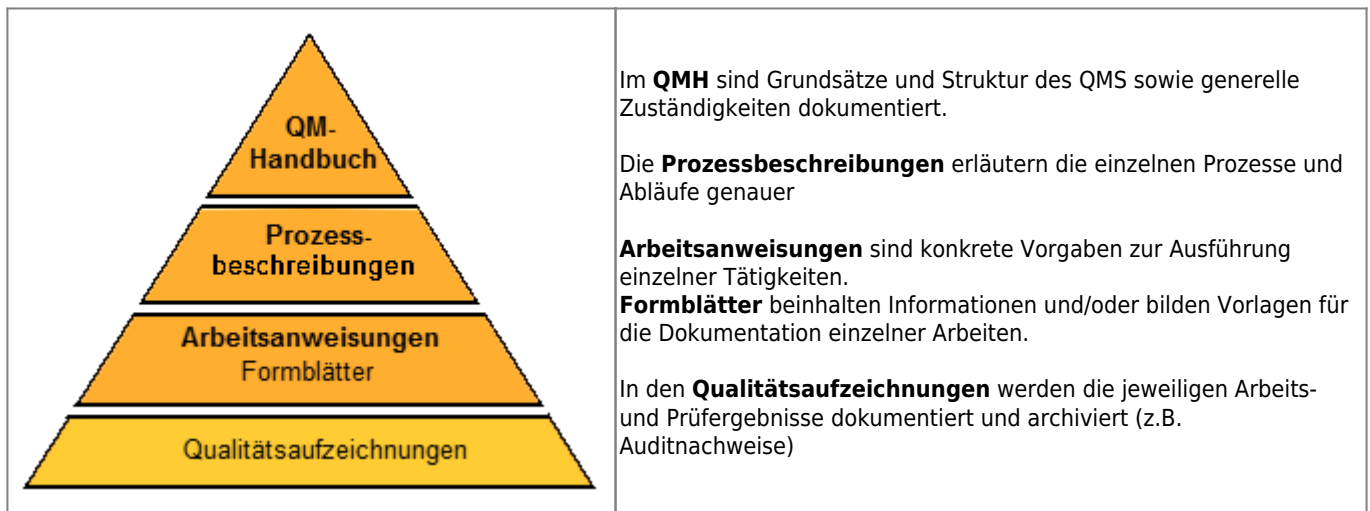 QM-
Handbuch
Prozess-
beschreibungen
Arbeitsanweisungen
Formblätter
Qualitätsaufzeichnungen
Im QMH sind Grundsätze und Struktur des QMS sowie generelle
Zuständigkeiten dokumentiert.
Die Prozessbeschreibungen erläutern die einzelnen Prozesse und
Abläufe genauer
Arbeitsanweisungen sind konkrete Vorgaben zur Ausführung
einzelner Tätigkeiten.
Formblätter beinhalten Informationen und/oder bilden Vorlagen für
die Dokumentation einzelner Arbeiten.
In den Qualitätsaufzeichnungen werden die jeweiligen Arbeits-
und Prüfergebnisse dokumentiert und archiviert (z.B.
Auditnachweise)